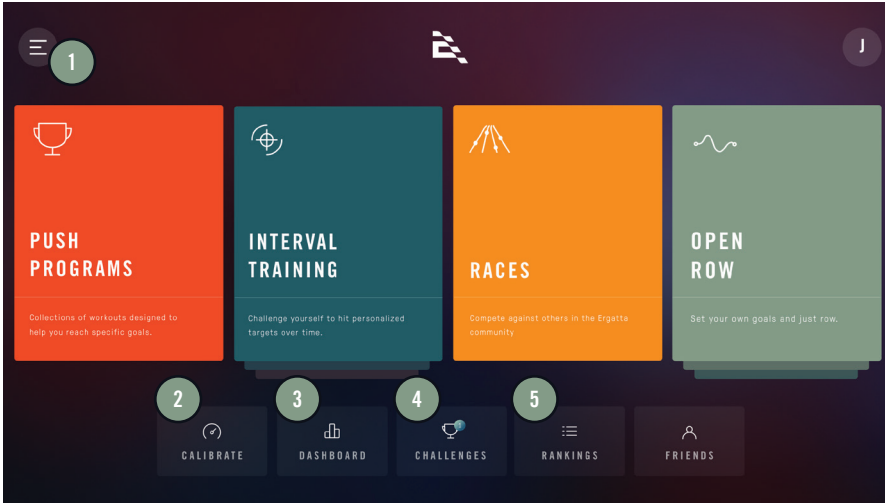 1
J
PUSH
PROGRAMS
Collections of workouts designed to
help you reach specific goals.
INTERVAL
TRAINING
Challenge yourself to hit personalized
targets over time.
RACES
Compete against others in the Ergatta
community
OPEN
ROW
Set your own goals and just row.
2
3
4
5
CALIBRATE
DASHBOARD
CHALLENGES
RANKINGS
FRIENDS